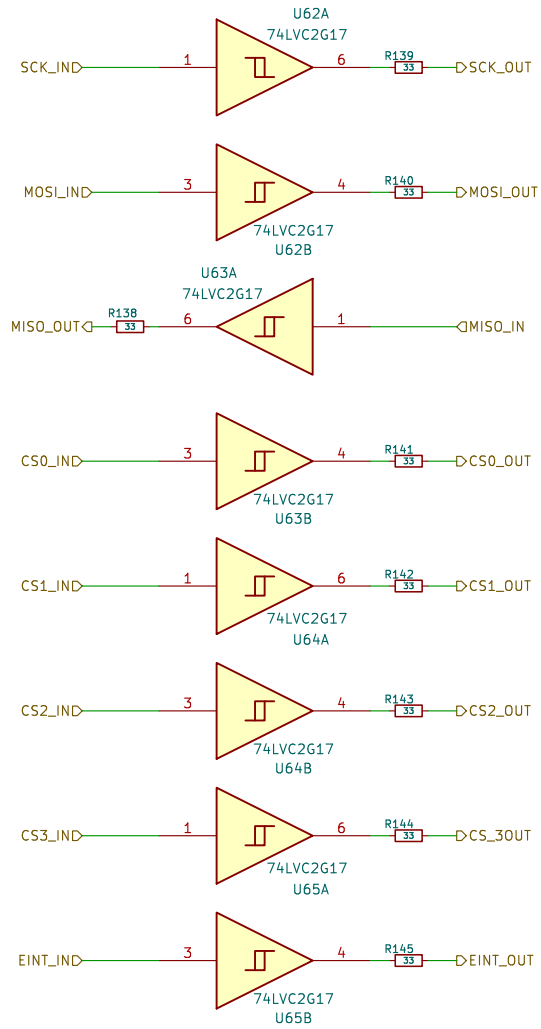 U62A
74LVC2G17
SCK_IN 1 6 R139 33 SCK_OUT
MOSI_IN 3 4 R140 33 MOSI_OUT
74LVC2G17
U62B
U63A
74LVC2G17
MISO_OUT R138 33 6 1 MISO_IN
CS0_IN 3 4 R141 33 CS0_OUT
74LVC2G17
U63B
CS1_IN 1 6 R142 33 CS1_OUT
74LVC2G17
U64A
CS2_IN 3 4 R143 33 CS2_OUT
74LVC2G17
U64B
CS3_IN 1 6 R144 33 CS_3OUT
74LVC2G17
U65A
EINT_IN 3 4 R145 33 EINT_OUT
74LVC2G17
U65B